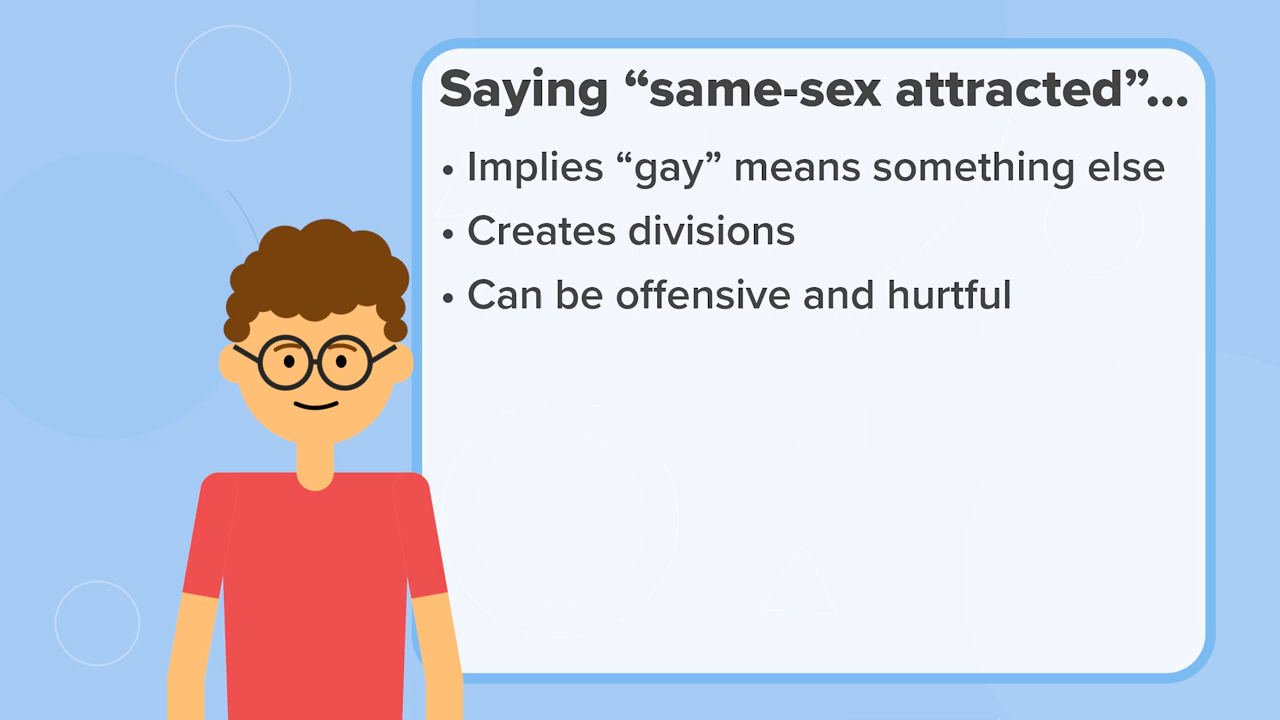 Saying “same-sex attracted”...
• Implies “gay” means something else
• Creates divisions
• Can be offensive and hurtful